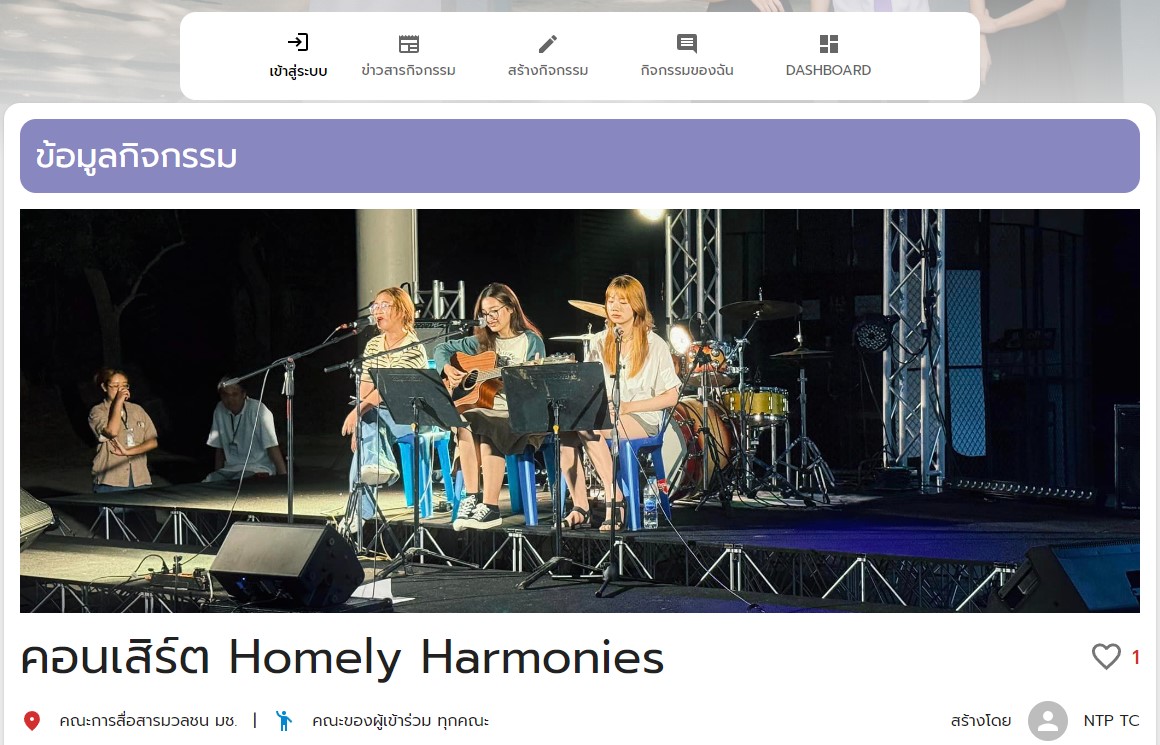 เข้าสู่ระบบ
ข่าวสารกิจกรรม
สร้างกิจกรรม
กิจกรรมของฉัน
DASHBOARD
ข้อมูลกิจกรรม
คอนเสิร์ต Homely Harmonies
1
คณะการสื่อสารมวลชน มช. | คณะของผู้เข้าร่วม ทุกคณะ
สร้างโดย NTP TC